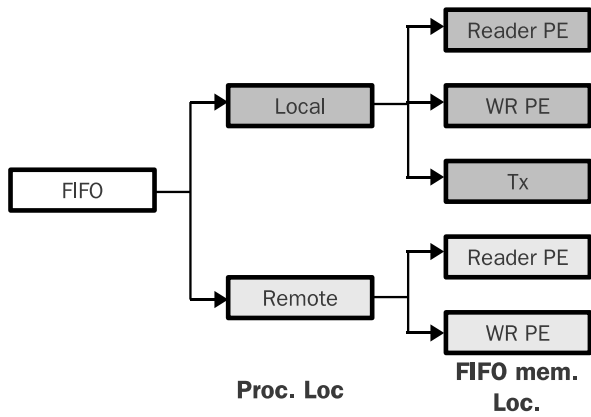 Reader PE
Local
WR PE
FIFO
Tx
Reader PE
Remote
WR PE
Proc. Loc
FIFO mem.
Loc.